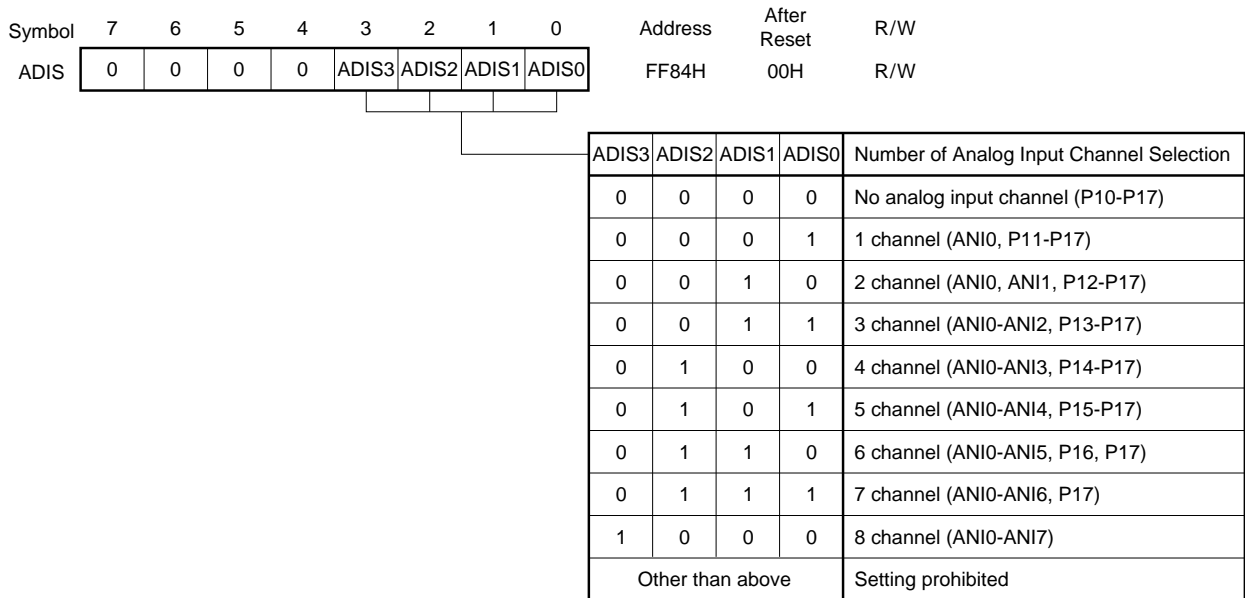 Symbol 7 6 5 4 3 2 1 0 Address After Reset R/W
ADIS 0 0 0 0 ADIS3 ADIS2 ADIS1 ADIS0 FF84H 00H R/W
ADIS3 ADIS2 ADIS1 ADIS0 Number of Analog Input Channel Selection
0 0 0 0 No analog input channel (P10-P17)
0 0 0 1 1 channel (ANI0, P11-P17)
0 0 1 0 2 channel (ANI0, ANI1, P12-P17)
0 0 1 1 3 channel (ANI0-ANI2, P13-P17)
0 1 0 0 4 channel (ANI0-ANI3, P14-P17)
0 1 0 1 5 channel (ANI0-ANI4, P15-P17)
0 1 1 0 6 channel (ANI0-ANI5, P16, P17)
0 1 1 1 7 channel (ANI0-ANI6, P17)
1 0 0 0 8 channel (ANI0-ANI7)
Other than above Setting prohibited